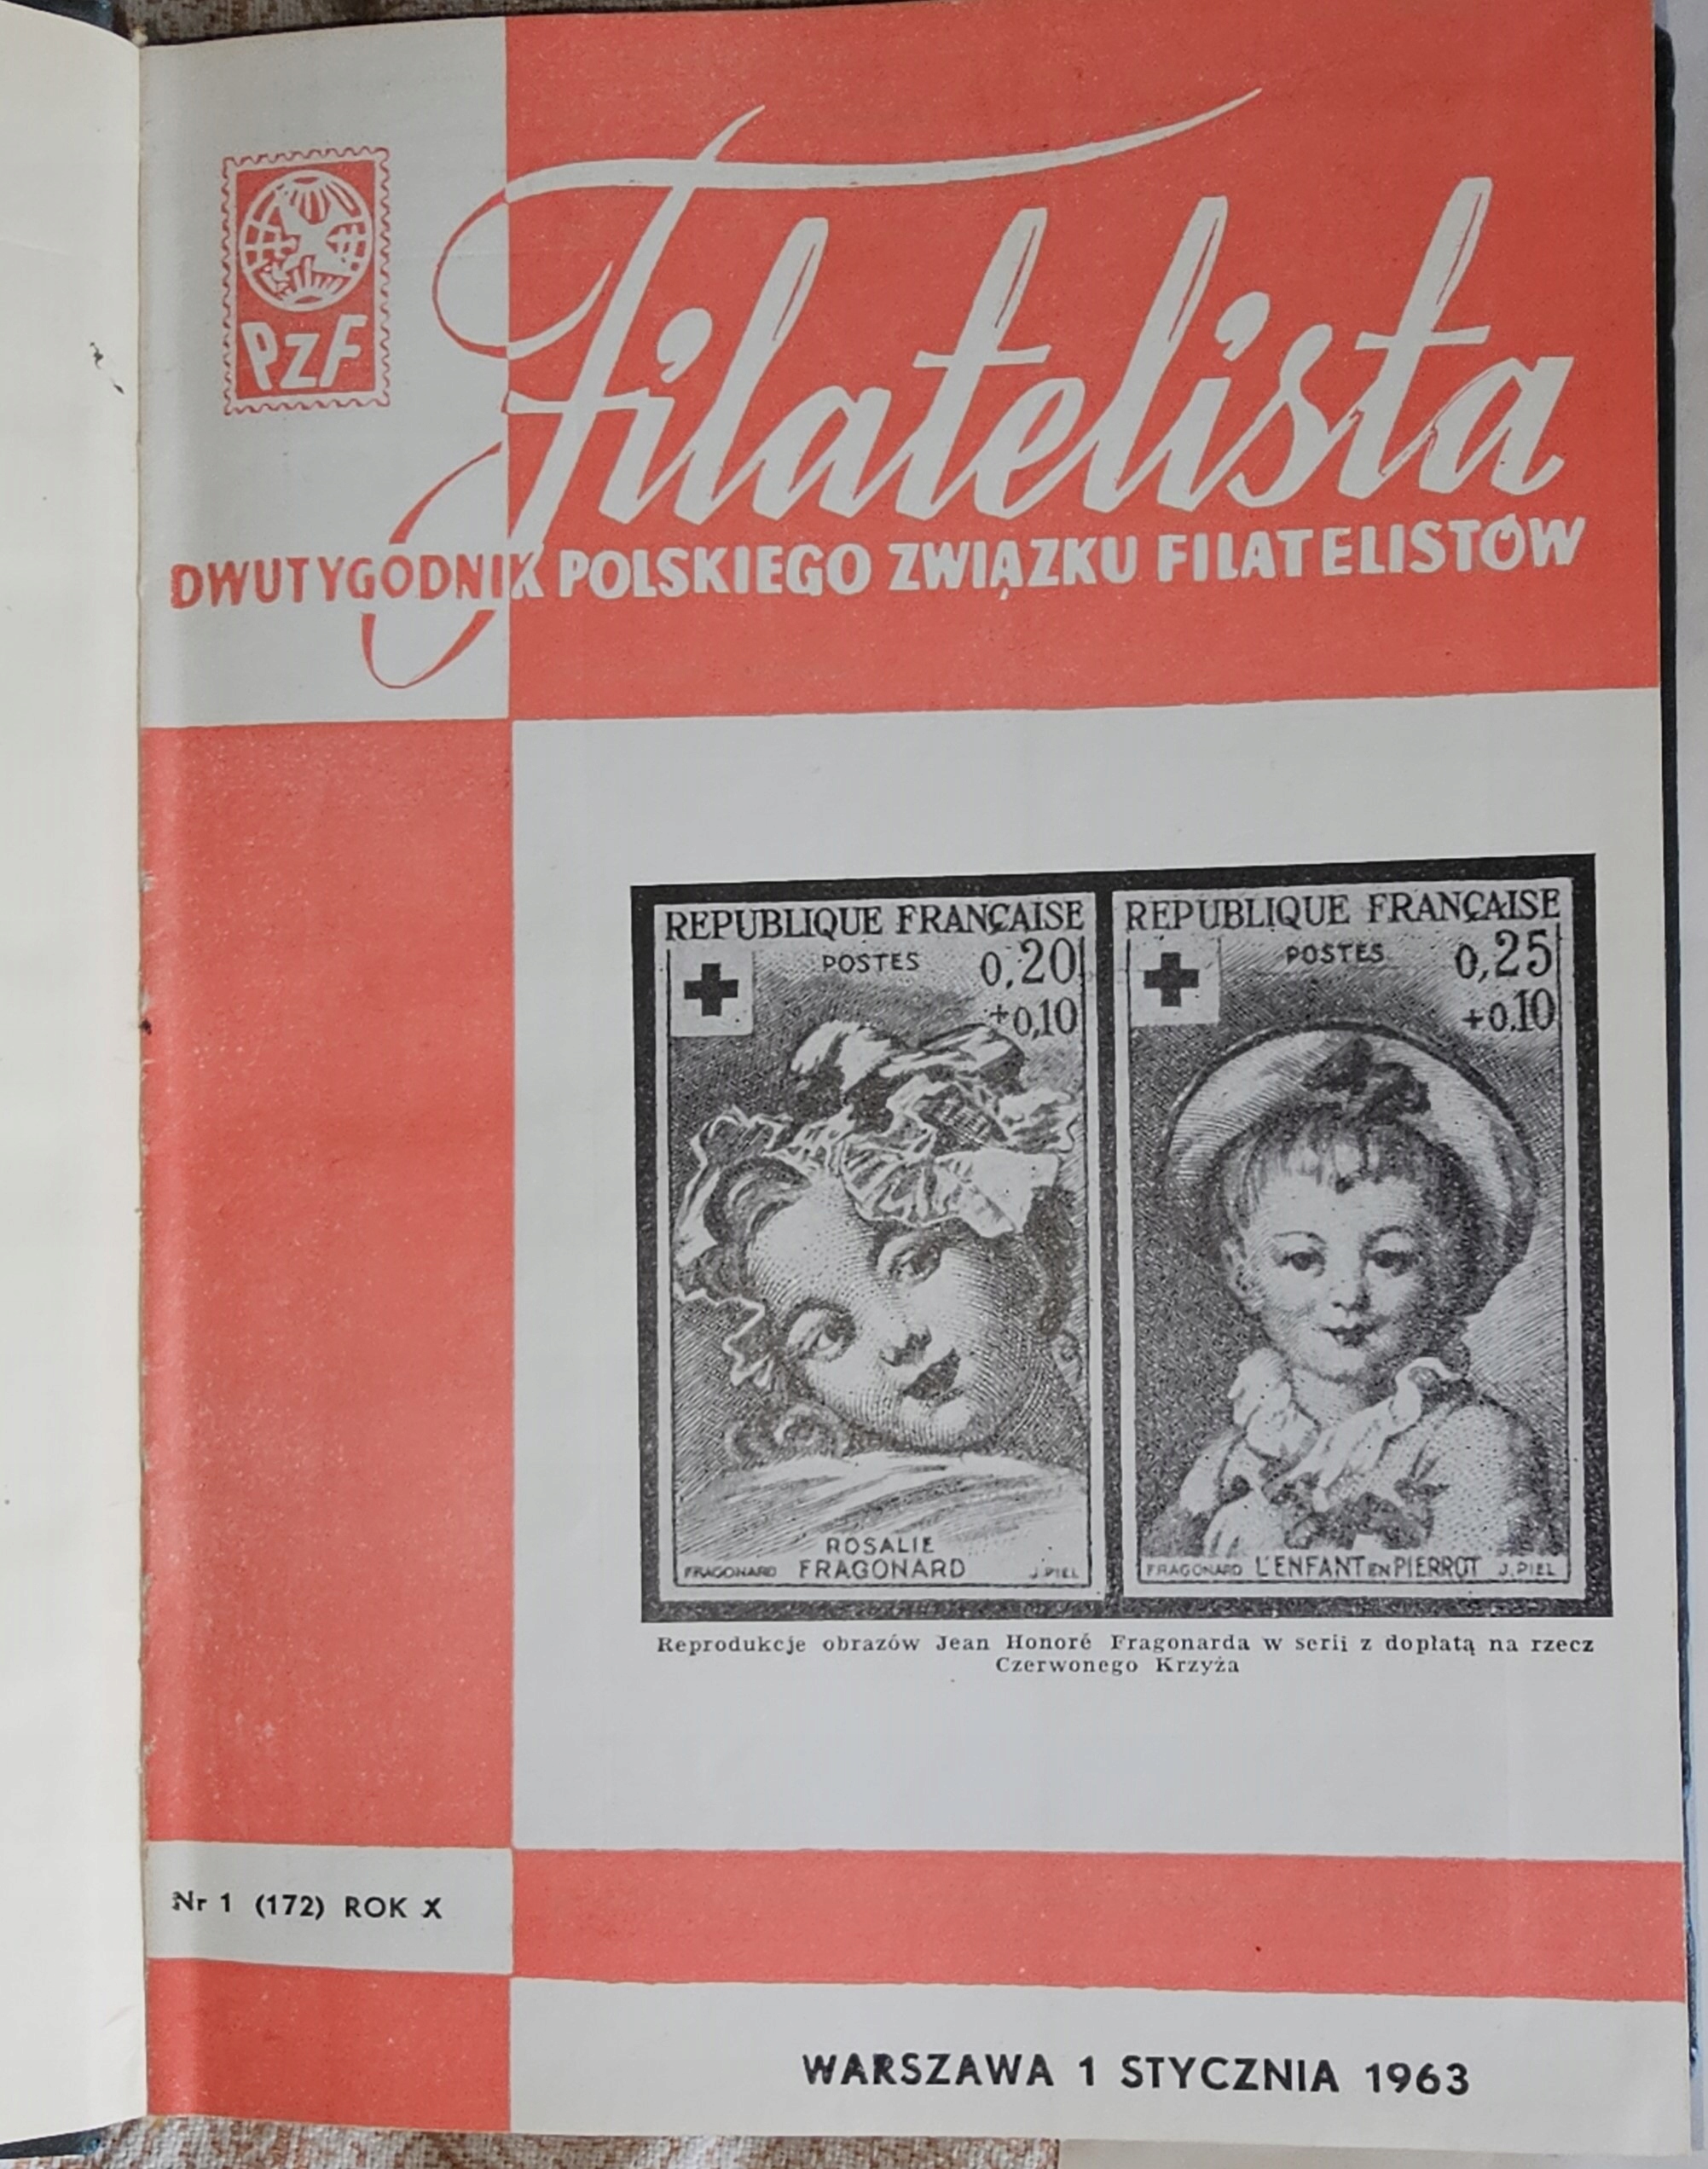 PZF
Filatelista
DWUTYGODNIK POLSKIEGO ZWIĄZKU FILATELISTÓW
REPUBLIQUE FRANÇAISE
POSTES
0,20
+0,10
ROSALIE
FRAGONARD FRAGONARD J.PIEL
REPUBLIQUE FRANÇAISE
POSTES
0,25
+0,10
FRAGONARD L'ENFANT EN PIERROT J.PIEL
Reprodukcje obrazów Jean Honoré Fragonarda w serii z dopłatą na rzecz
Czerwonego Krzyża
Nr 1 (172) ROK X
WARSZAWA 1 STYCZNIA 1963